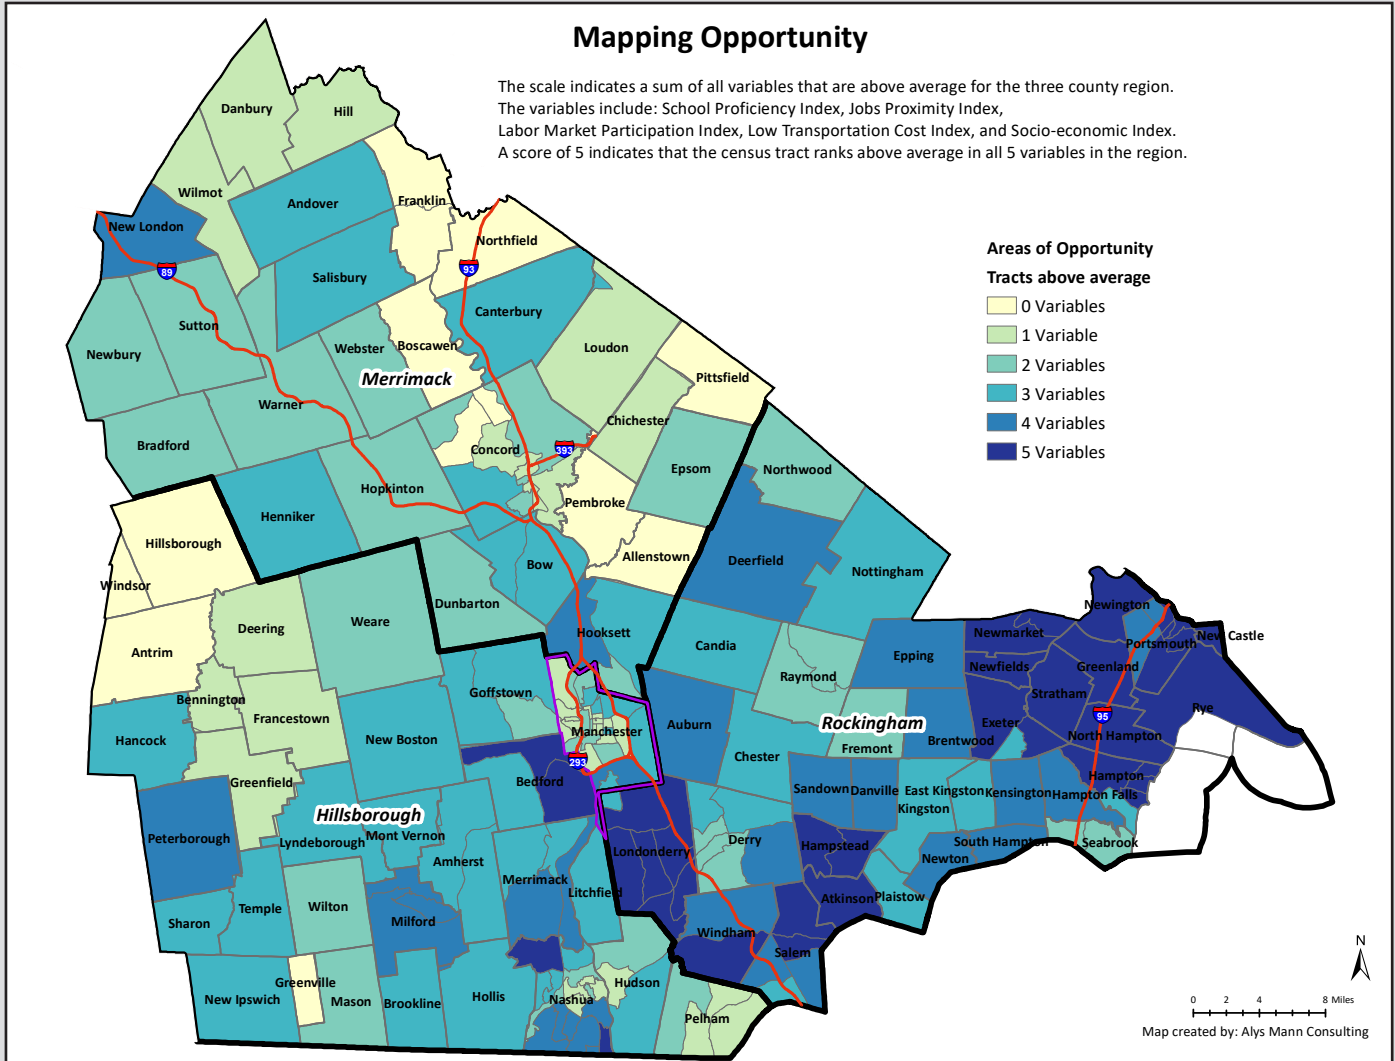 Mapping Opportunity
The scale indicates a sum of all variables that are above average for the three county region.
The variables include: School Proficiency Index, Jobs Proximity Index,
Labor Market Participation Index, Low Transportation Cost Index, and Socio-economic Index.
A score of 5 indicates that the census tract ranks above average in all 5 variables in the region.
Areas of Opportunity
Tracts above average
0 Variables
1 Variable
2 Variables
3 Variables
4 Variables
5 Variables
Danbury
Hill
Wilmot
Andover
Franklin
New London
Northfield
89
93
Salisbury
Canterbury
Sutton
Newbury
Webster
Boscawen
Loudon
Merrimack
Pittsfield
Warner
Chichester
Bradford
Concord
393
Epsom
Northwood
Hopkinton
Pembroke
Henniker
Hillsborough
Allenstown
Deerfield
Bow
Nottingham
Windsor
Dunbarton
Newington
Weare
Deering
Hooksett
Newmarket
New Castle
Portsmouth
Candia
Antrim
Epping
Newfields
Greenland
Raymond
Goffstown
Stratham
Bennington
Francestown
Rye
95
Rockingham
Auburn
Exeter
Manchester
North Hampton
Hancock
New Boston
Brentwood
Fremont
Chester
293
Bedford
Hampton
Greenfield
Sandown
Danville
East Kingston
Kensington
Hampton Falls
Kingston
Hillsborough
Peterborough
Mont Vernon
Lyndeborough
Derry
Hampstead
South Hampton
Seabrook
Londonderry
Newton
Amherst
Merrimack
Litchfield
Atkinson
Plaistow
Wilton
Temple
Sharon
Milford
Windham
Salem
Greenville
Hudson
New Ipswich
Mason
Brookline
Hollis
Nashua
Pelham
N
0 2 4 8 Miles
Map created by: Alys Mann Consulting